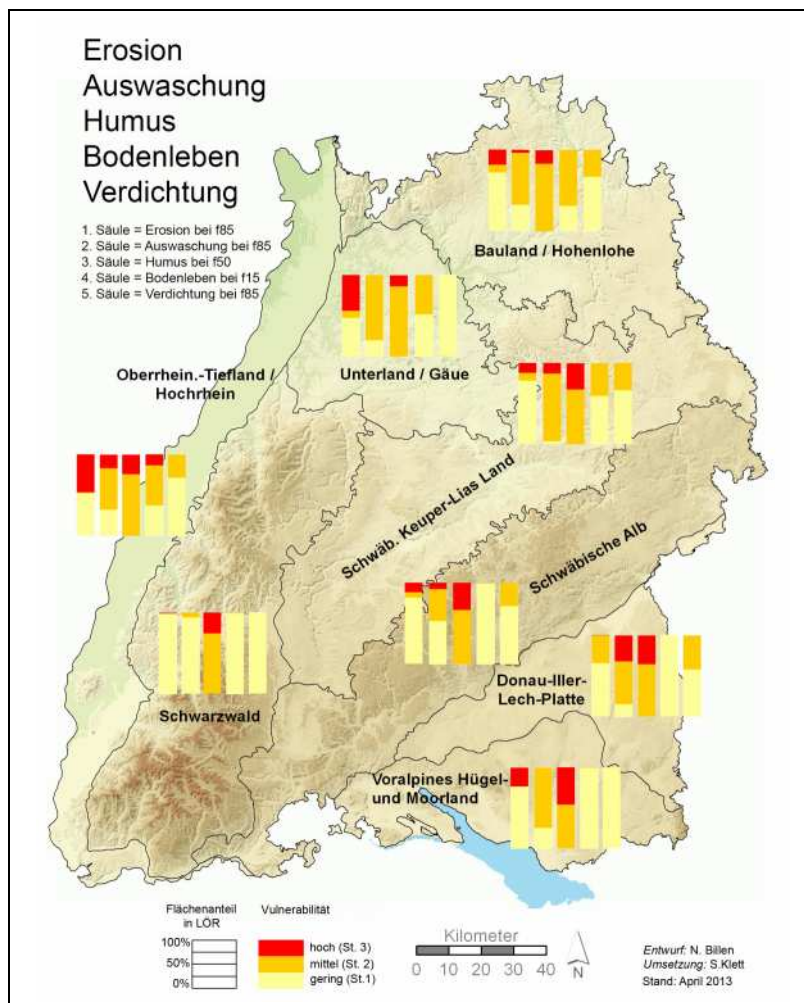 Erosion
Auswaschung
Humus
Bodenleben
Verdichtung
1. Säule = Erosion bei f85
2. Säule = Auswaschung bei f85
3. Säule = Humus bei f50
4. Säule = Bodenleben bei f15
5. Säule = Verdichtung bei f85
Bauland / Hohenlohe
Unterland / Gäue
Oberrhein.-Tiefland /
Hochrhein
Schwäb. Keuper-Lias Land
Schwäbische Alb
Schwarzwald
Donau-Iller-
Lech-Platte
Voralpines Hügel-
und Moorland
Flächenanteil
in LÖR
100%
50%
0%
Vulnerabilität
hoch (St. 3)
mittel (St. 2)
gering (St.1)
Kilometer
0 10 20 30 40
N
Entwurf: N. Billen
Umsetzung: S.Klett
Stand: April 2013